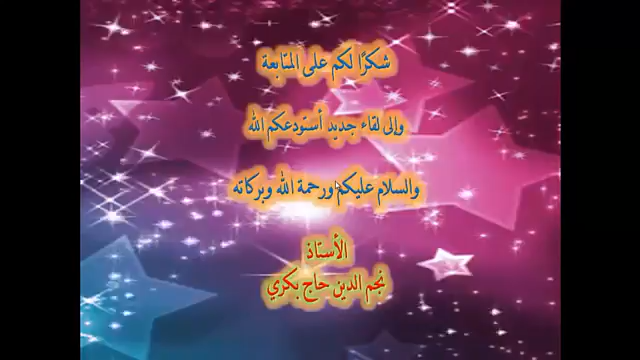 شكرًا لكم على المتابعة
وإلى لقاء جديد أستودعكم الله
والسلام عليكم ورحمة الله وبركاته
الأستاذ
نجم الدين حاج بكري